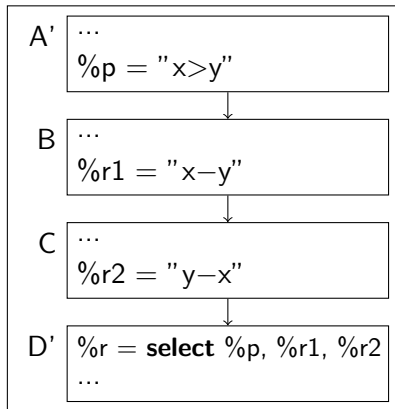 A'
...
%p = "x>y"
B
...
%r1 = "x−y"
C
...
%r2 = "y−x"
D'
%r = select %p, %r1, %r2
...